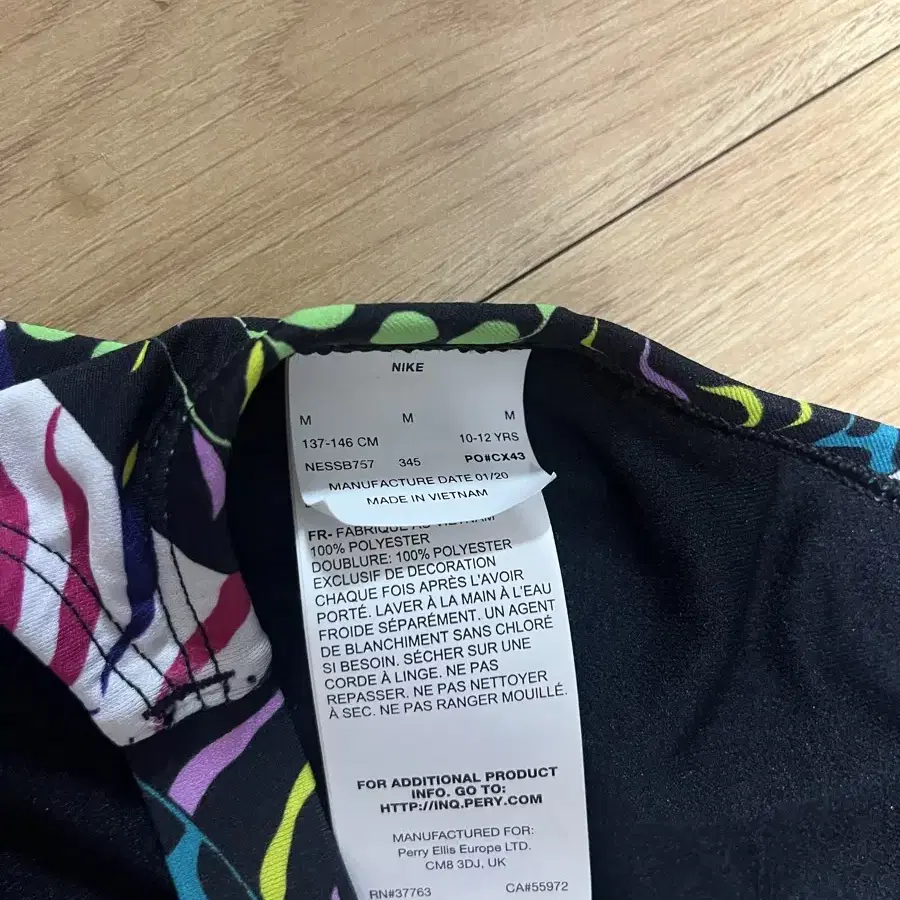 NIKE
M M M
137-146 CM 10-12 YRS
NESSB757 345 PO#CX43
MANUFACTURE DATE 01/20
MADE IN VIETNAM
FR- FABRIQUE AU VIETNAM
100% POLYESTER
DOUBLURE: 100% POLYESTER
EXCLUSIF DE DECORATION
CHAQUE FOIS APRÈS L'AVOIR
PORTÉ. LAVER À LA MAIN À L'EAU
FROIDE SÉPARÉMENT. UN AGENT
DE BLANCHIMENT SANS CHLORÉ
SI BESOIN. SÉCHER SUR UNE
CORDE À LINGE. NE PAS
REPASSER. NE PAS NETTOYER
À SEC. NE PAS RANGER MOUILLÉ.
FOR ADDITIONAL PRODUCT
INFO. GO TO:
HTTP://INQ.PERY.COM
MANUFACTURED FOR:
Perry Ellis Europe LTD.
CM8 3DJ, UK
RN#37763 CA#55972